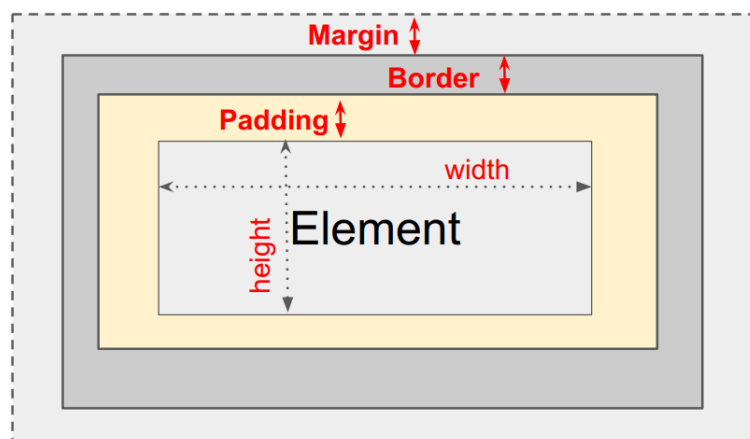 Margin
Border
Padding
width
height
Element